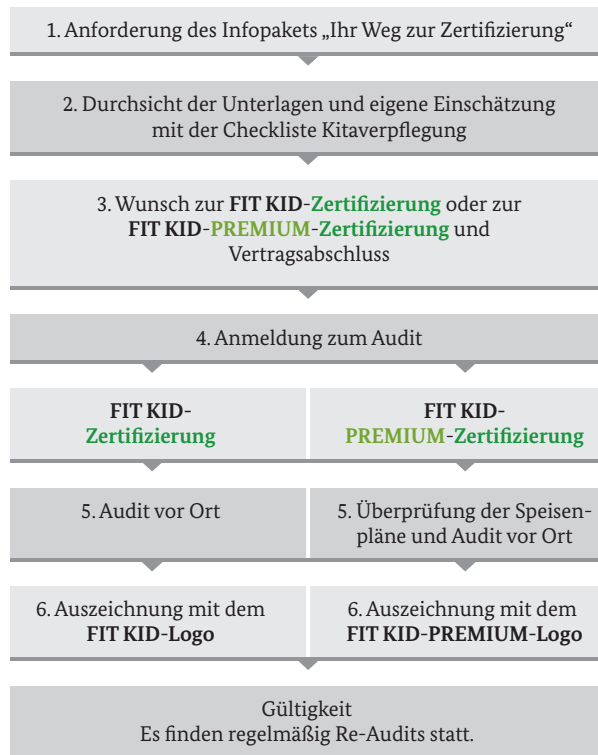 1. Anforderung des Infopakets „Ihr Weg zur Zertifizierung“
2. Durchsicht der Unterlagen und eigene Einschätzung
mit der Checkliste Kitaverpflegung
3. Wunsch zur FIT KID-Zertifizierung oder zur
FIT KID-PREMIUM-Zertifizierung und
Vertragsabschluss
4. Anmeldung zum Audit
FIT KID-
Zertifizierung
FIT KID-
PREMIUM-Zertifizierung
5. Audit vor Ort
5. Überprüfung der Speisen-
pläne und Audit vor Ort
6. Auszeichnung mit dem
FIT KID-Logo
6. Auszeichnung mit dem
FIT KID-PREMIUM-Logo
Gültigkeit
Es finden regelmäßig Re-Audits statt.